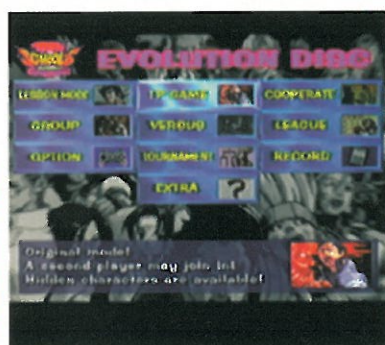 EVOLUTION DISC
LESSON MODE
1P GAME
COOPERATE
GROUP
VERSUS
LEAGUE
OPTION
TOURNAMENT
RECORD
EXTRA
?
Original mode!
A second player may join in!
Hidden characters are available!